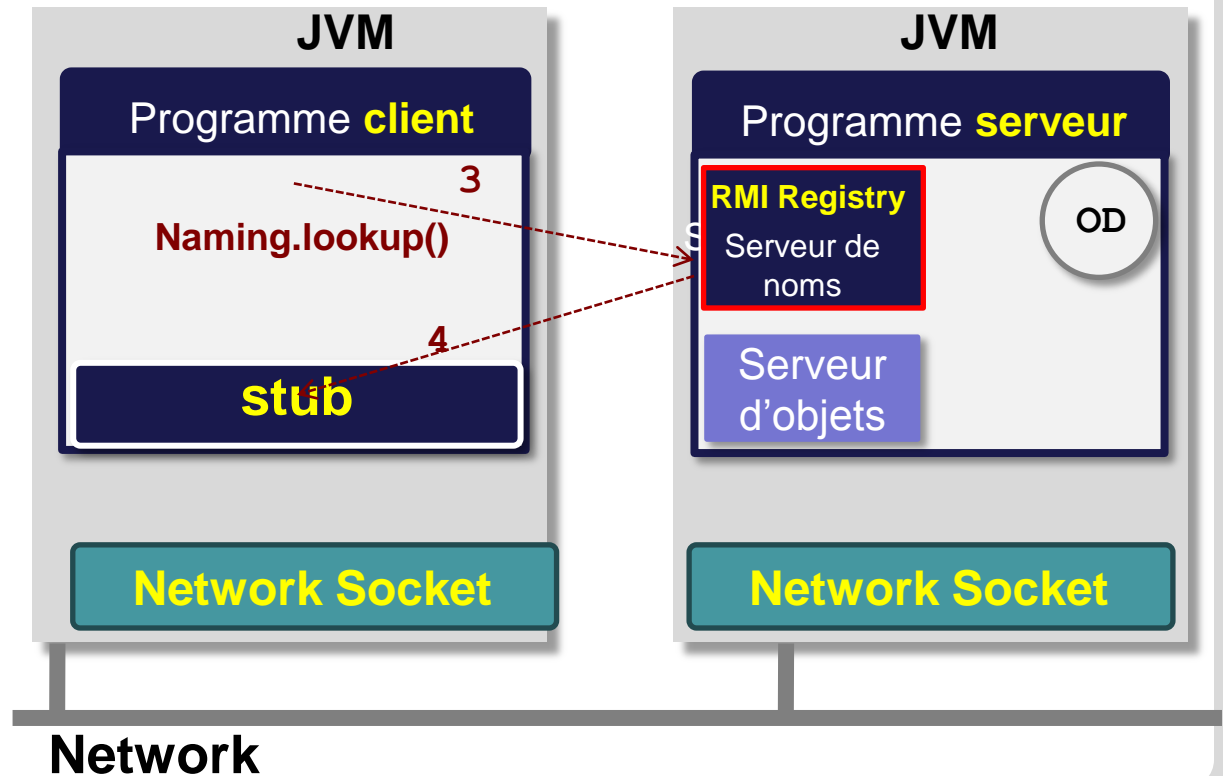 JVM
Programme client
3
Naming.lookup()
4
stub
Network Socket
JVM
Programme serveur
RMI Registry
S
Serveur de
noms
OD
Serveur
d’objets
Network Socket
Network